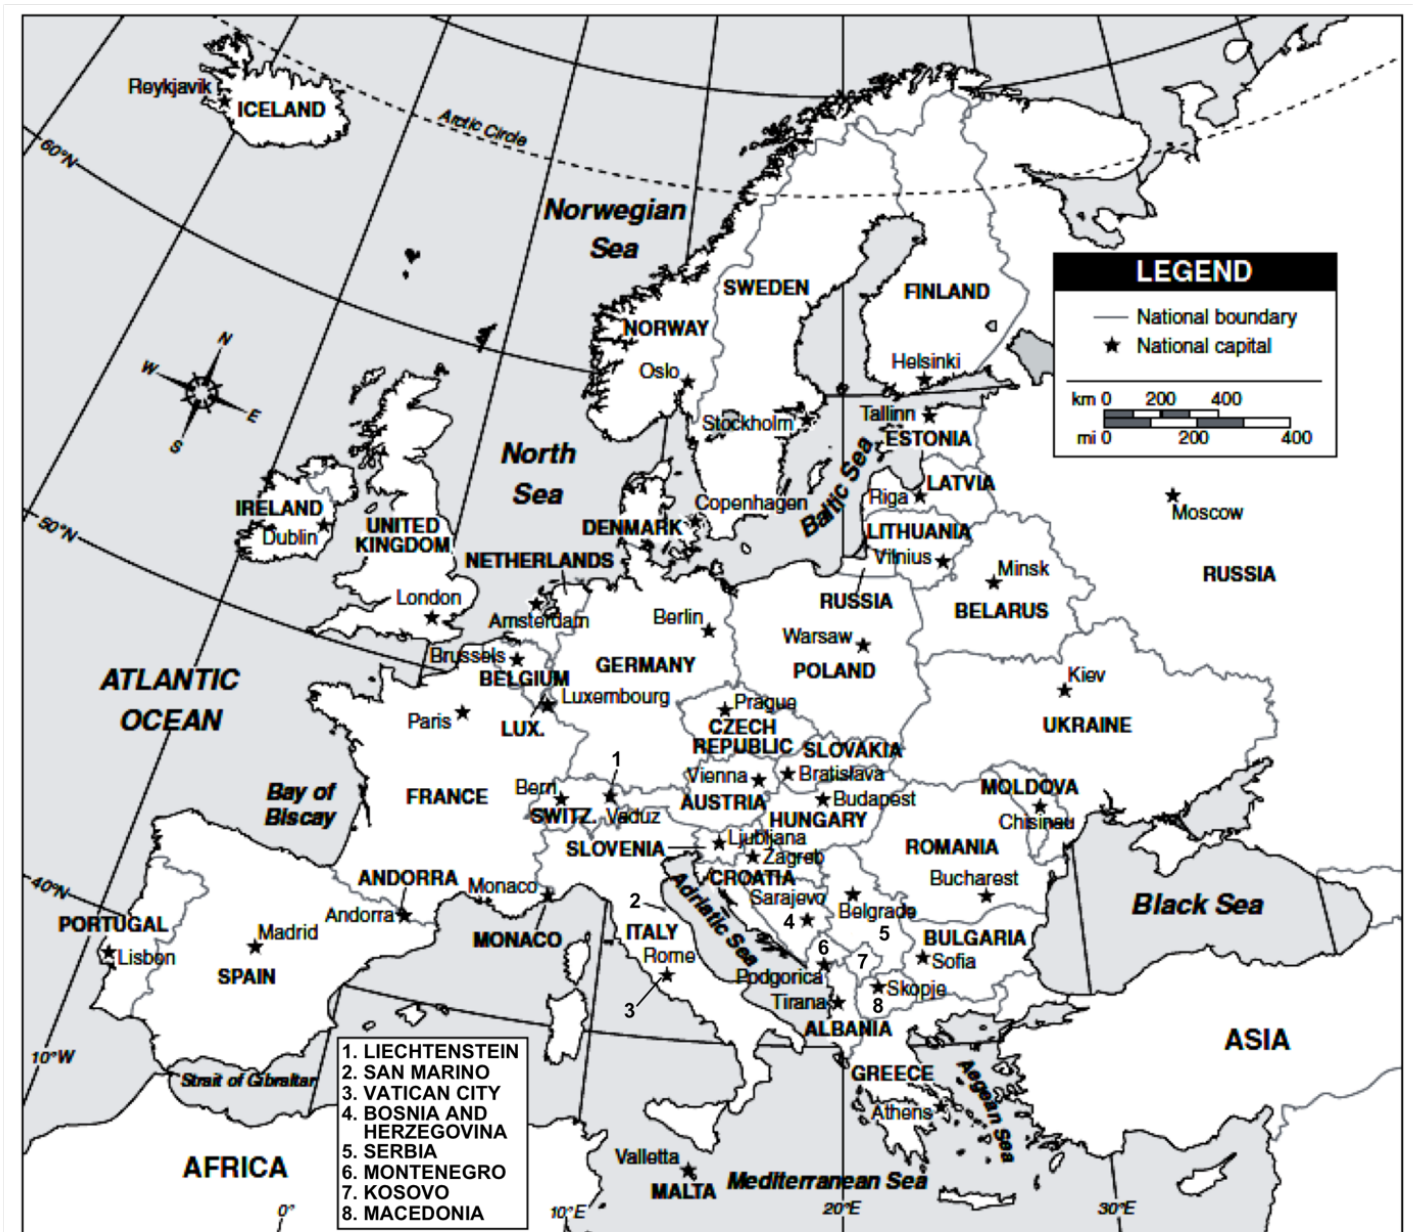 Reykjavik
ICELAND
Arctic Circle
60°N
Norwegian
Sea
SWEDEN
FINLAND
NORWAY
Oslo
Helsinki
LEGEND
National boundary
National capital
km 0 200 400
mi 0 200 400
N
W
E
S
Stockholm
Tallinn
ESTONIA
North
Sea
Baltic Sea
LATVIA
Riga
Copenhagen
DENMARK
LITHUANIA
Vilnius
Moscow
RUSSIA
IRELAND
Dublin
UNITED
KINGDOM
50°N
NETHERLANDS
Minsk
BELARUS
RUSSIA
London
Amsterdam
Berlin
Warsaw
POLAND
Brussels
BELGIUM
GERMANY
ATLANTIC
OCEAN
Luxembourg
LUX.
Paris
Prague
CZECH
REPUBLIC
Kiev
UKRAINE
SLOVAKIA
1
Vienna
Bratislava
Bay of
Biscay
FRANCE
Bern
SWITZ.
Vaduz
AUSTRIA
Budapest
HUNGARY
MOLDOVA
Chisinau
SLOVENIA
Ljubljana
Zagreb
ROMANIA
CROATIA
40°N
ANDORRA
Andorra
Monaco
MONACO
Adriatic Sea
Sarajevo
Belgrade
Bucharest
Black Sea
PORTUGAL
Lisbon
Madrid
SPAIN
2
ITALY
Rome
3
4
5
6
7
8
BULGARIA
Sofia
Podgorica
Skopje
Tirana
ALBANIA
ASIA
10°W
Strait of Gibraltar
GREECE
Athens
Aegean Sea
1. LIECHTENSTEIN
2. SAN MARINO
3. VATICAN CITY
4. BOSNIA AND
HERZEGOVINA
5. SERBIA
6. MONTENEGRO
7. KOSOVO
8. MACEDONIA
AFRICA
Valletta
MALTA
Mediterranean Sea
0°
10°E
20°E
30°E